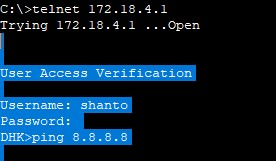 C:\>telnet 172.18.4.1
Trying 172.18.4.1 ...Open
User Access Verification
Username: shanto
Password:
DHK>ping 8.8.8.8